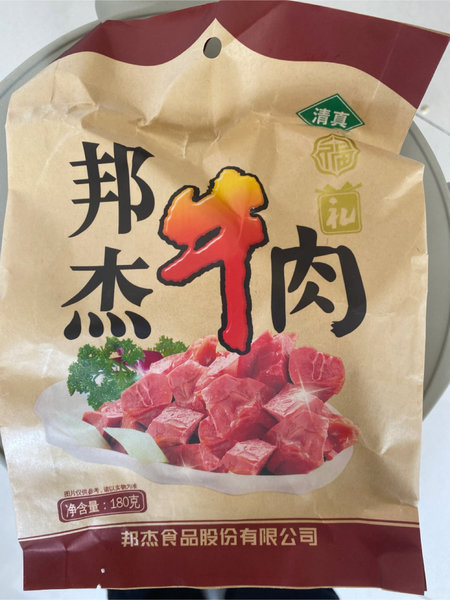 清真
福
礼
邦杰
牛肉
图片仅供参考，请以实物为准
净含量：180克
邦杰食品股份有限公司